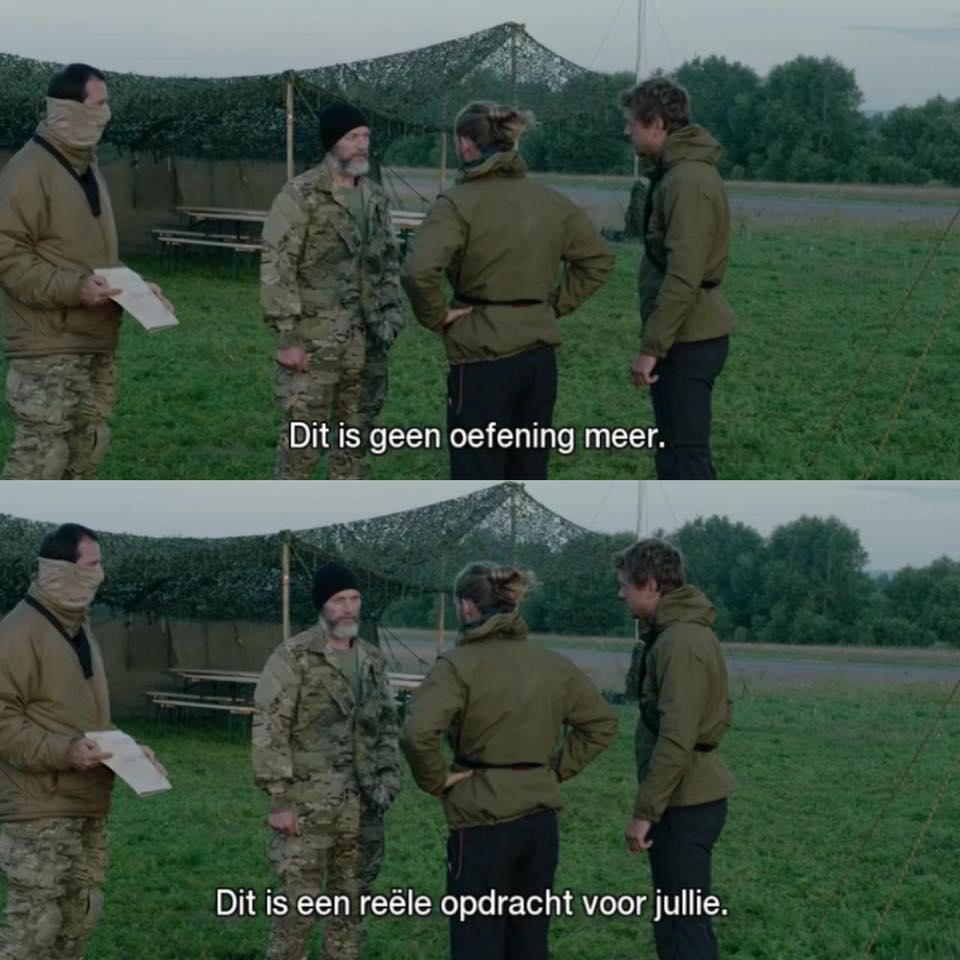 Dit is geen oefening meer.
Dit is een reële opdracht voor jullie.